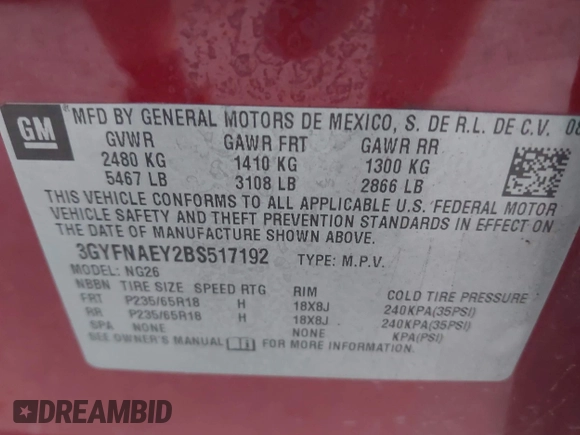 GM
MFD BY GENERAL MOTORS DE MEXICO, S. DE R.L. DE C.V.
GVWR GAWR FRT GAWR RR
2480 KG 1410 KG 1300 KG
5467 LB 3108 LB 2866 LB
THIS VEHICLE CONFORMS TO ALL APPLICABLE U.S. FEDERAL MOTOR
VEHICLE SAFETY AND THEFT PREVENTION STANDARDS IN EFFECT ON
THE DATE OF MANUFACTURE SHOWN ABOVE.
3GYFNAEY2BS517192 TYPE: M.P.V.
MODEL: NG26
NBBN TIRE SIZE SPEED RTG RIM COLD TIRE PRESSURE
FRT P235/65R18 H 18X8J 240KPA(35PSI)
RR P235/65R18 H 18X8J 240KPA(35PSI)
SPA NONE NONE KPA(PSI)
SEE OWNER'S MANUAL FOR MORE INFORMATION.
DREAMBID